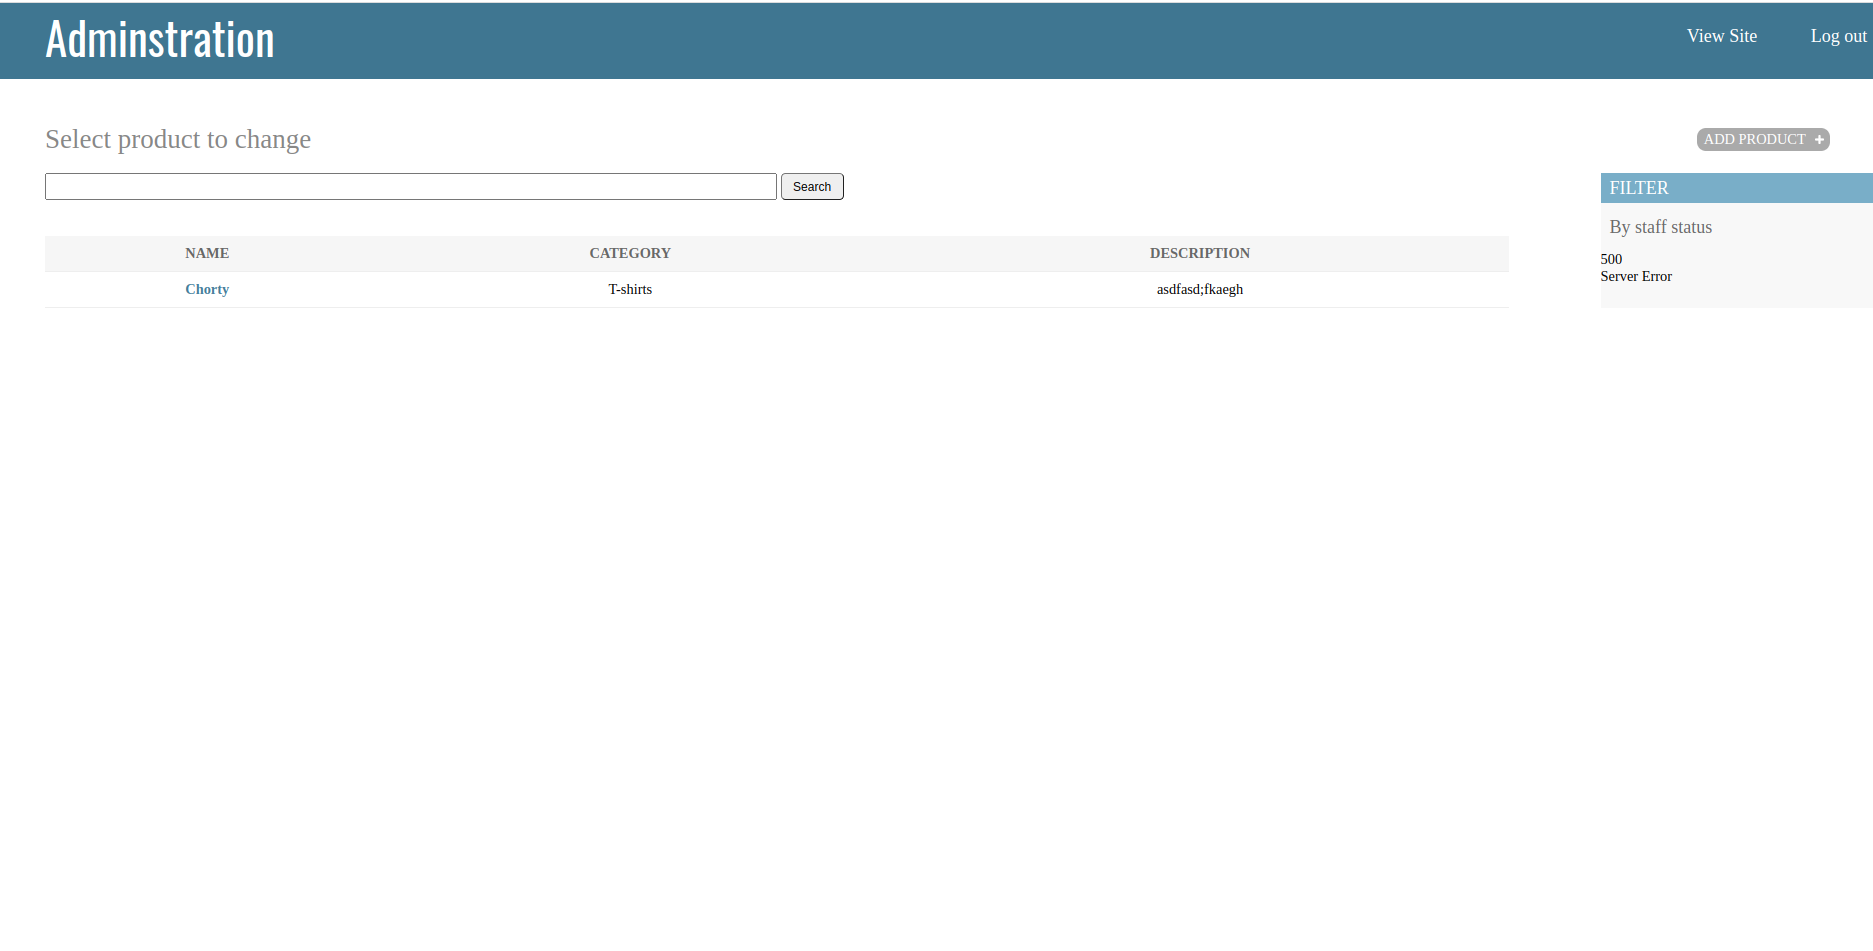 Adminstration
View Site
Log out
Select product to change
ADD PRODUCT +
Search
FILTER
By staff status
500
Server Error
NAME CATEGORY DESCRIPTION
Chorty T-shirts asdfasd;fkaegh